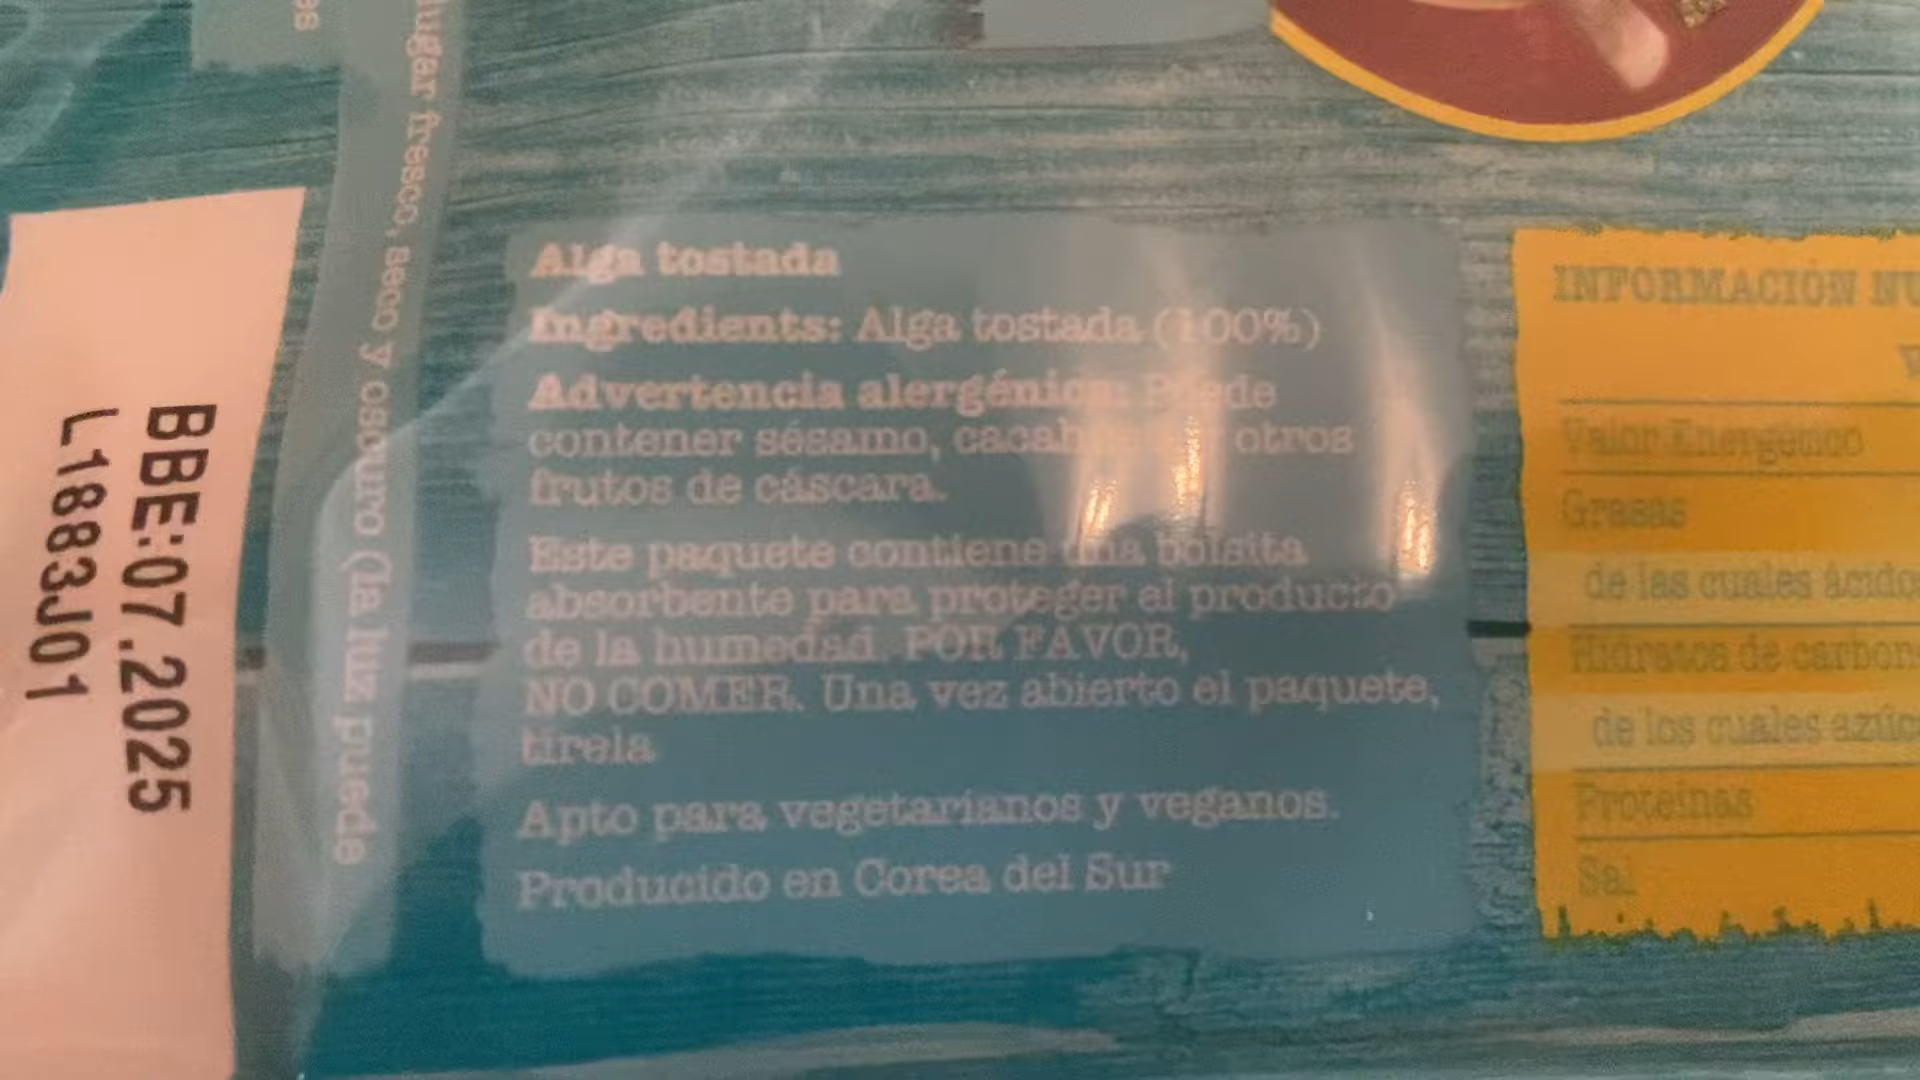 lugar fresco, seco y oscuro (la luz puede
BBE:07.2025
L1883J01
Alga tostada
Ingredients: Alga tostada (100%)
Advertencia alergénica: Puede
contener sésamo, otros
frutos de cáscara.
Este paquete contiene una bolsita
absorbente para proteger el producto
de la humedad. POR FAVOR,
NO COMER. Una vez abierto el paquete,
tírela
Apto para vegetarianos y veganos.
Producido en Corea del Sur
INFORMACIÓN NU
Valor Energético
Grasas
de las cuales ácido
Hidratos de carbon
de los cuales azúc
Proteínas
Sal